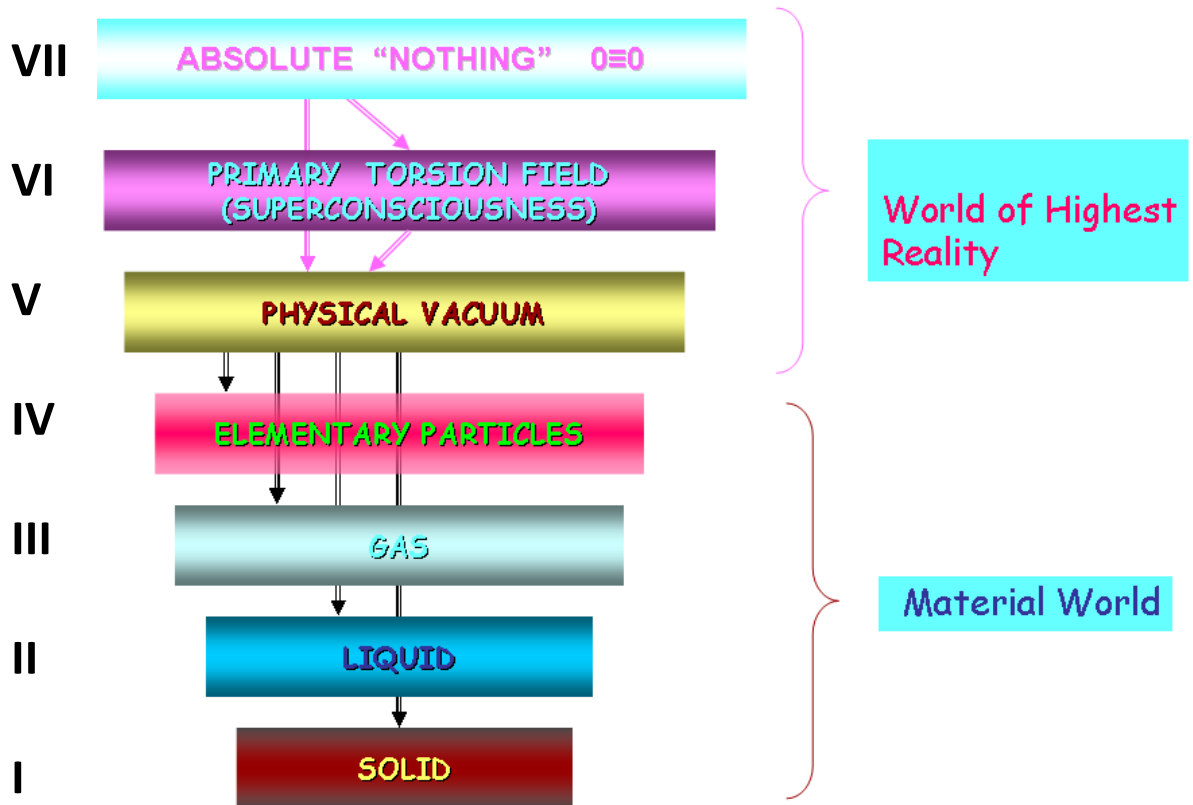 VII
ABSOLUTE “NOTHING” 0≡0
VI
PRIMARY TORSION FIELD
(SUPERCONSCIOUSNESS)
World of Highest
Reality
V
PHYSICAL VACUUM
IV
ELEMENTARY PARTICLES
III
GAS
Material World
II
LIQUID
I
SOLID